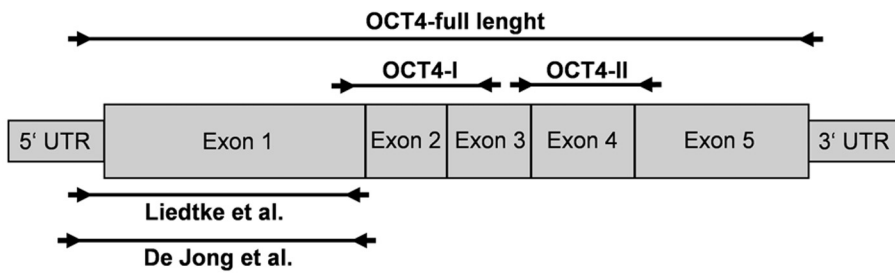 OCT4-full lenght
OCT4-I OCT4-II
5‘ UTR Exon 1 Exon 2 Exon 3 Exon 4 Exon 5 3‘ UTR
Liedtke et al.
De Jong et al.